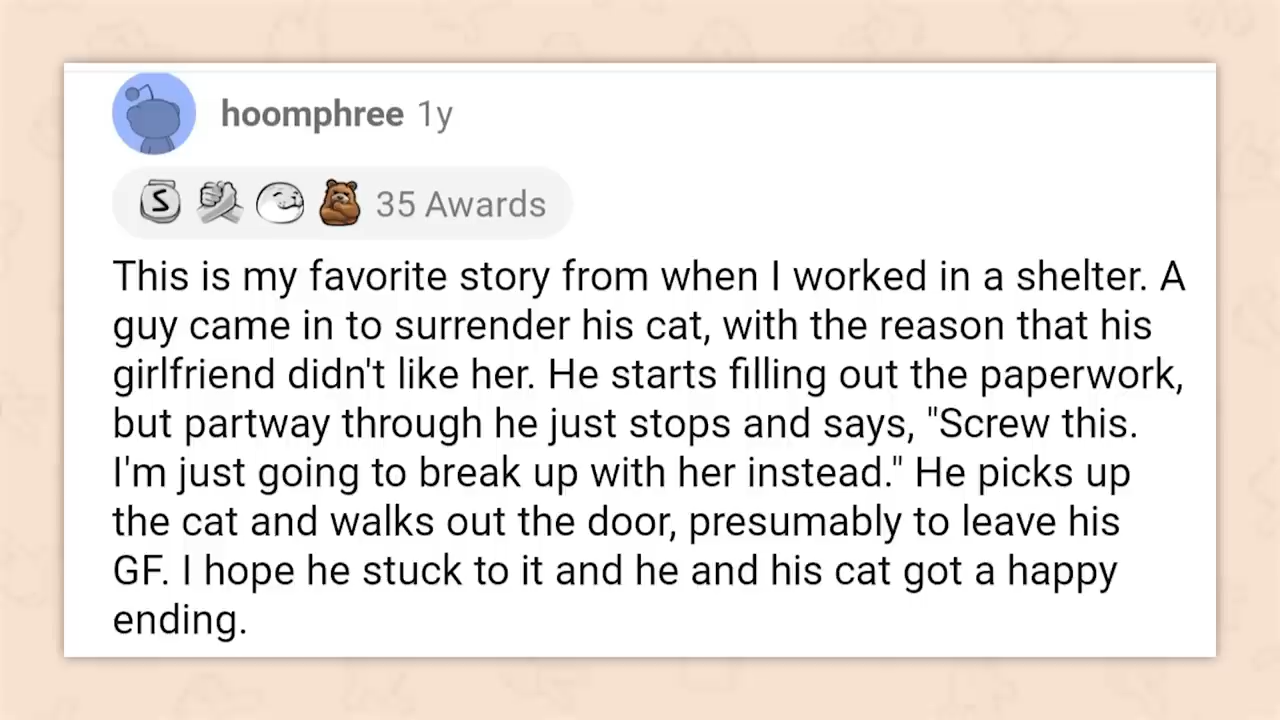 hoomphree 1y
S
35 Awards
This is my favorite story from when I worked in a shelter. A
guy came in to surrender his cat, with the reason that his
girlfriend didn't like her. He starts filling out the paperwork,
but partway through he just stops and says, "Screw this.
I'm just going to break up with her instead." He picks up
the cat and walks out the door, presumably to leave his
GF. I hope he stuck to it and he and his cat got a happy
ending.